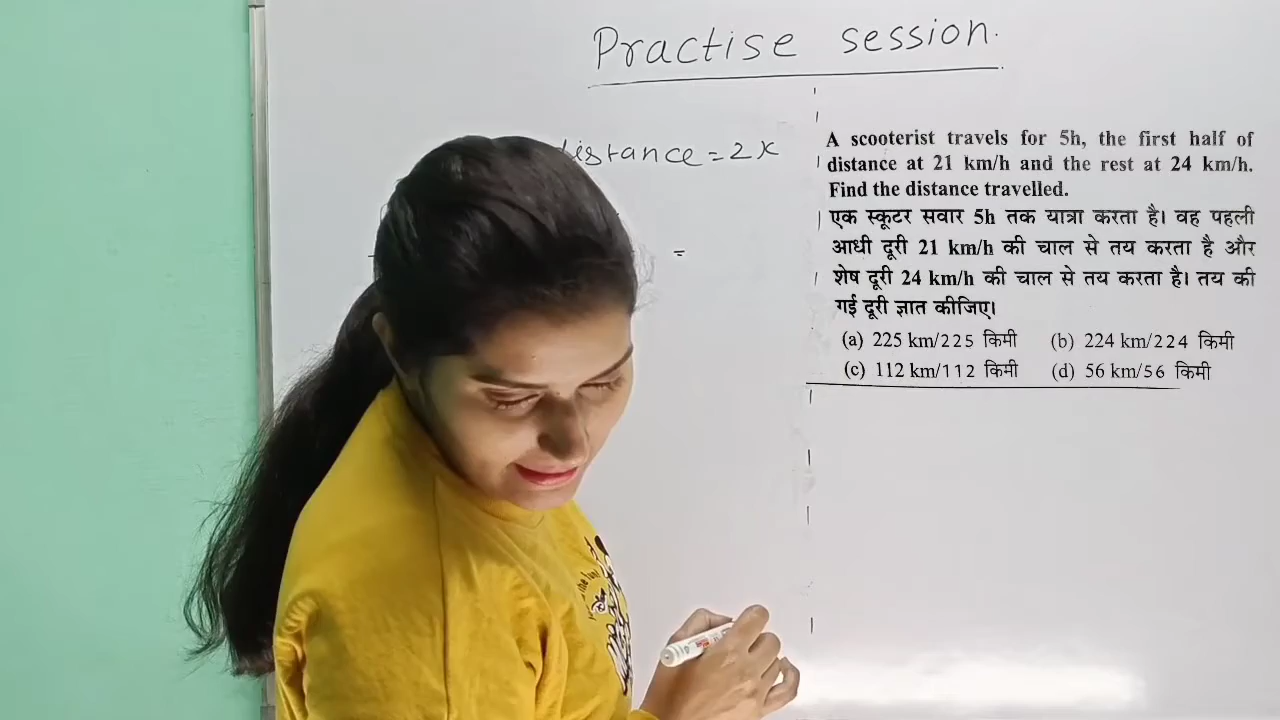 Practise session.
distance = 2x
=
A scooterist travels for 5h, the first half of
distance at 21 km/h and the rest at 24 km/h.
Find the distance travelled.
एक स्कूटर सवार 5h तक यात्रा करता है। वह पहली
आधी दूरी 21 km/h की चाल से तय करता है और
शेष दूरी 24 km/h की चाल से तय करता है। तय की
गई दूरी ज्ञात कीजिए।
(a) 225 km/225 किमी (b) 224 km/224 किमी
(c) 112 km/112 किमी (d) 56 km/56 किमी